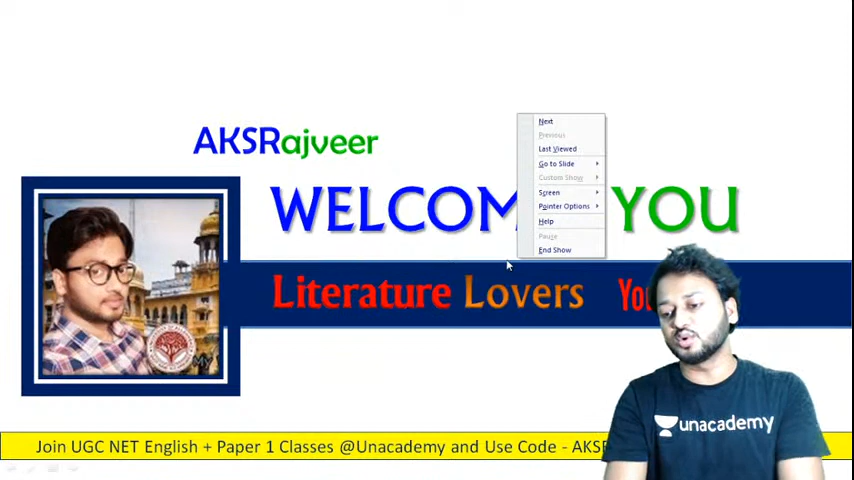 AKSRajveer
WELCOM
YOU
Literature Lovers
You
Next
Previous
Last Viewed
Go to Slide
Custom Show
Screen
Pointer Options
Help
Pause
End Show
unacademy
Join UGC NET English + Paper 1 Classes @Unacademy and Use Code - AKSR